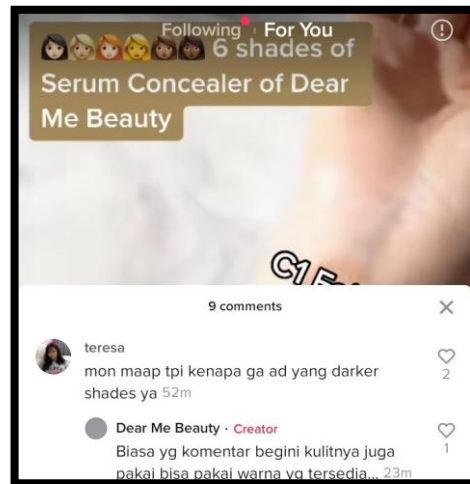 Following For You
6 shades of
Serum Concealer of Dear
Me Beauty
C1
9 comments
teresa
mon maap tpi kenapa ga ad yang darker
shades ya 52m
2
Dear Me Beauty · Creator
Biasa yg komentar begini kulitnya juga
pakai bisa pakai warna yg tersedia... 23m
1